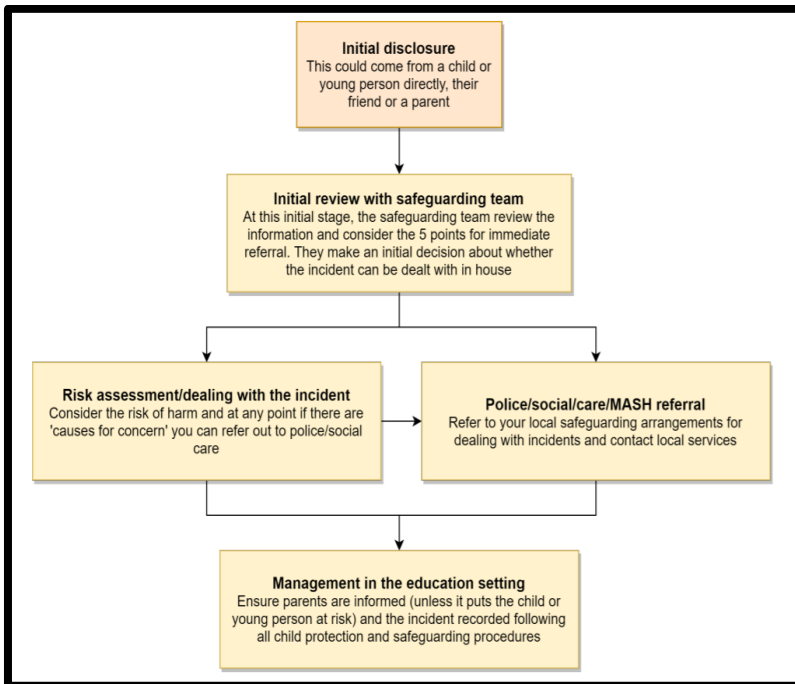 Initial disclosure
This could come from a child or
young person directly, their
friend or a parent
Initial review with safeguarding team
At this initial stage, the safeguarding team review the
information and consider the 5 points for immediate
referral. They make an initial decision about whether
the incident can be dealt with in house
Risk assessment/dealing with the incident
Consider the risk of harm and at any point if there are
'causes for concern' you can refer out to police/social
care
Police/social/care/MASH referral
Refer to your local safeguarding arrangements for
dealing with incidents and contact local services
Management in the education setting
Ensure parents are informed (unless it puts the child or
young person at risk) and the incident recorded following
all child protection and safeguarding procedures